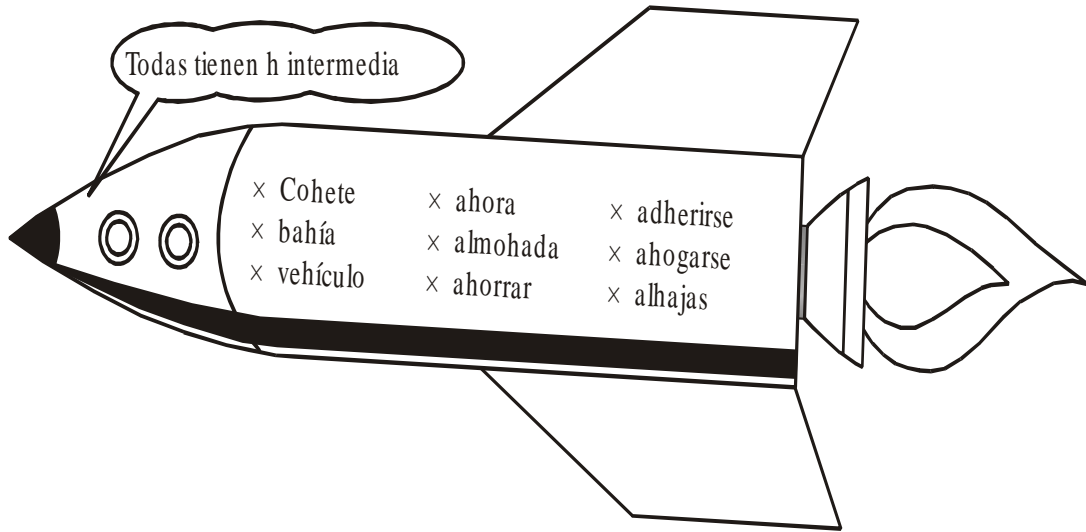 Todas tienen h intermedia
× Cohete
× bahía
× vehículo
× ahora
× almohada
× ahorrar
× adherirse
× ahogarse
× alhajas